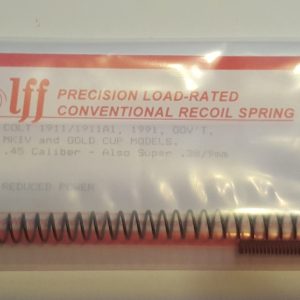 lff
PRECISION LOAD-RATED
CONVENTIONAL RECOIL SPRING
COLT 1911/1911A1, 1991, GOV'T.
MKIV and GOLD CUP MODELS.
.45 Caliber - Also Super .38/9mm
REDUCED POWER